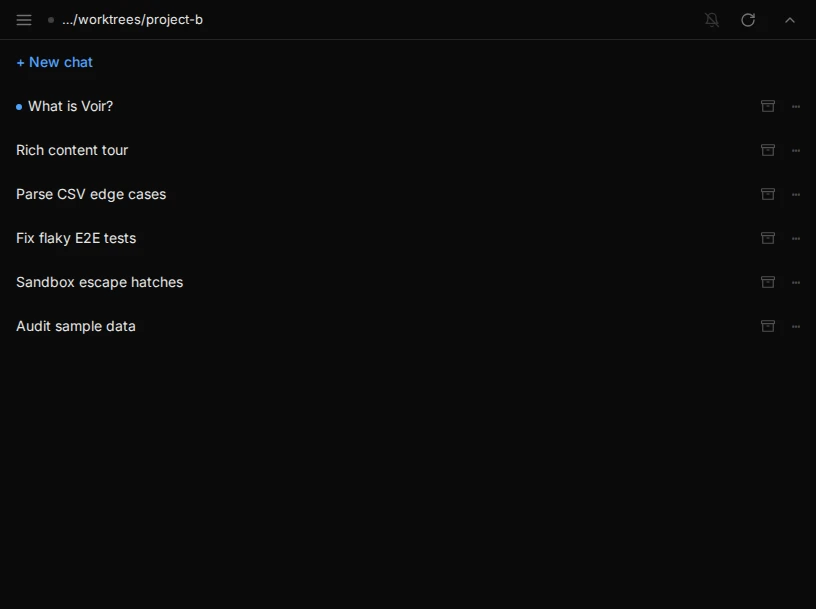 .../worktrees/project-b
+ New chat
What is Voir?
Rich content tour
Parse CSV edge cases
Fix flaky E2E tests
Sandbox escape hatches
Audit sample data